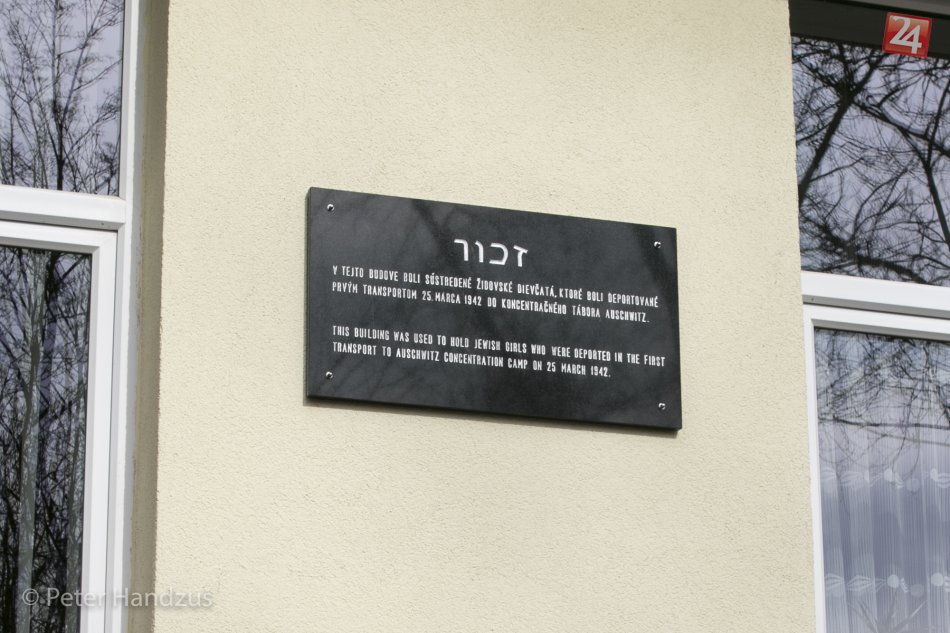 24
זכור
V TEJTO BUDOVE BOLI SÚSTREDENÉ ŽIDOVSKÉ DIEVČATÁ, KTORÉ BOLI DEPORTOVANÉ
PRVÝM TRANSPORTOM 25. MARCA 1942 DO KONCENTRAČNÉHO TÁBORA AUSCHWITZ.
THIS BUILDING WAS USED TO HOLD JEWISH GIRLS WHO WERE DEPORTED IN THE FIRST
TRANSPORT TO AUSCHWITZ CONCENTRATION CAMP ON 25 MARCH 1942.
© Peter Handzus